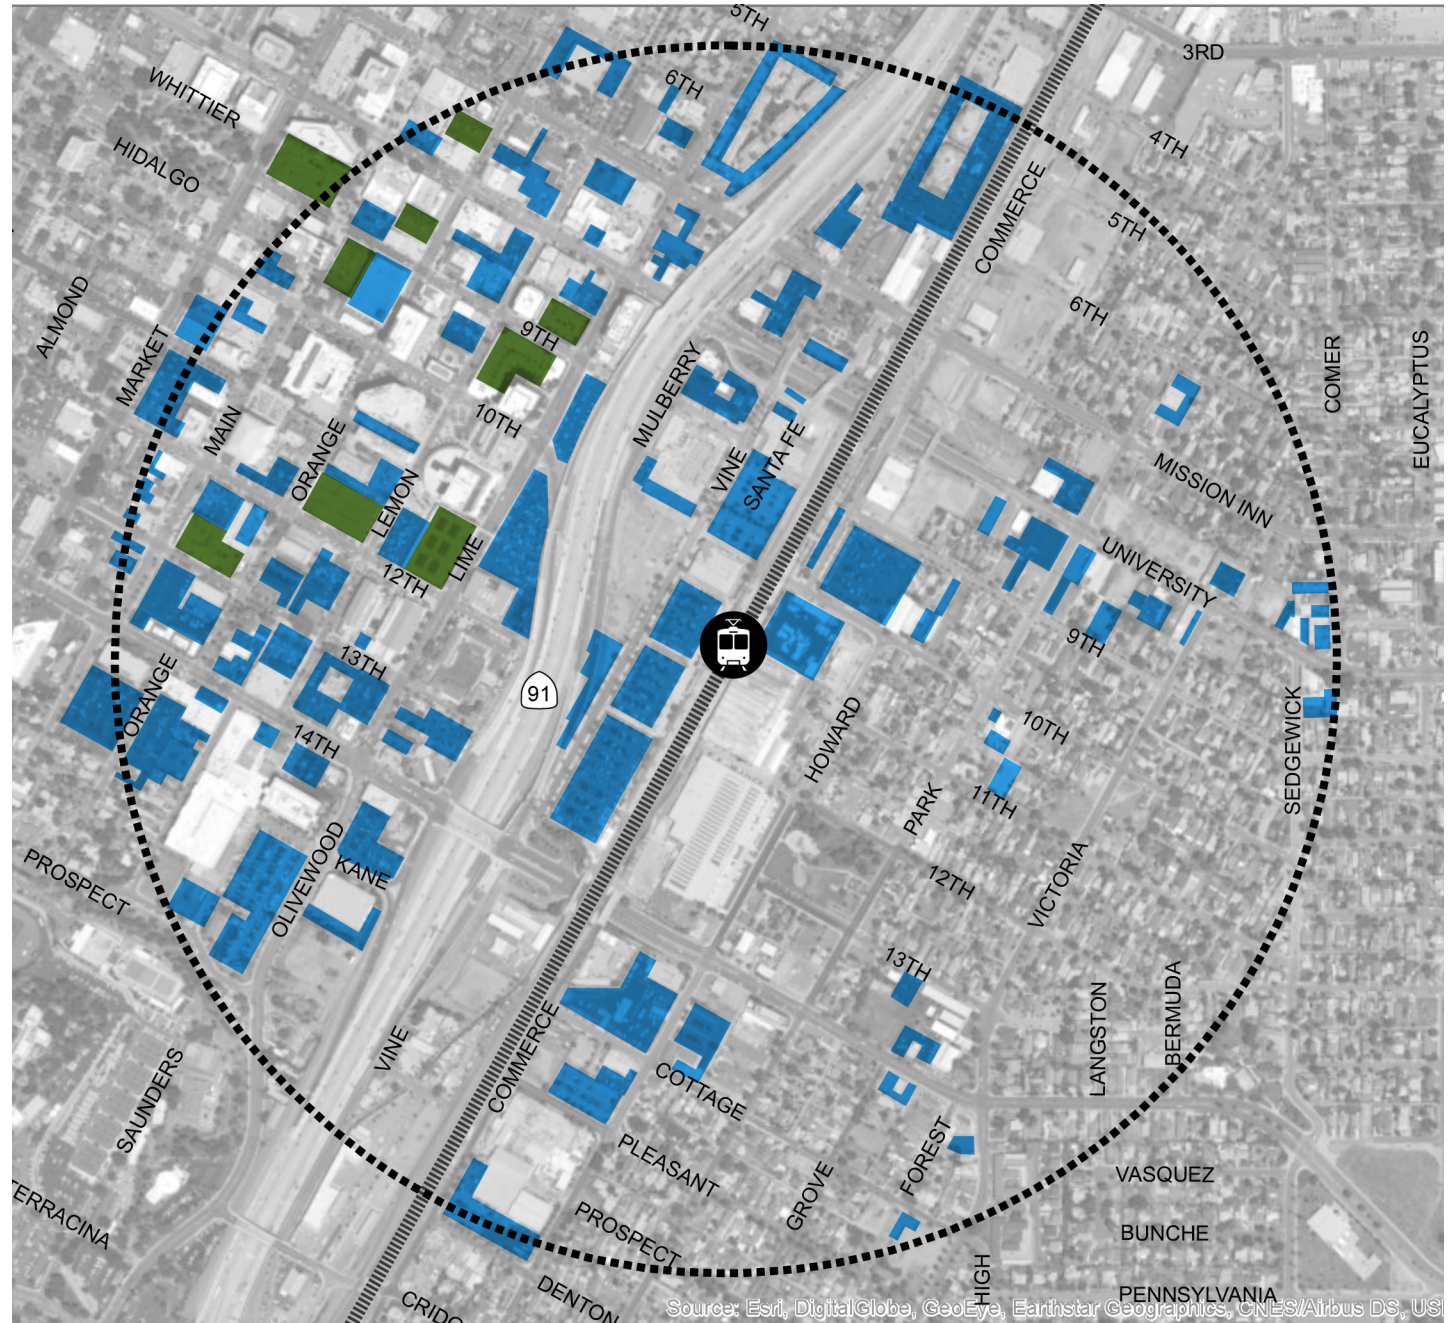 5TH
3RD
6TH
WHITTIER
4TH
HIDALGO
COMMERCE
5TH
ALMOND
6TH
9TH
MARKET
MULBERRY
COMER
EUCALYPTUS
10TH
MAIN
ORANGE
VINE
SANTA FE
MISSION INN
LEMON
LIME
UNIVERSITY
12TH
9TH
13TH
ORANGE
91
SEDGEWICK
14TH
HOWARD
10TH
11TH
PARK
PROSPECT
OLIVEWOOD
KANE
12TH
VICTORIA
13TH
VINE
COMMERCE
LANGSTON
BERMUDA
SAUNDERS
COTTAGE
PLEASANT
FOREST
GROVE
VASQUEZ
TERRACINA
PROSPECT
BUNCHE
HIGH
DENTON
CRIDG
PENNSYLVANIA
Source: Esri, DigitalGlobe, GeoEye, Earthstar Geographics, CNES/Airbus DS, US